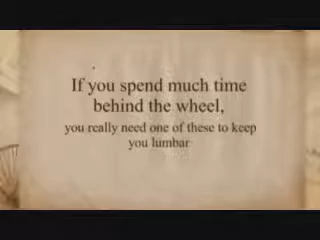 If you spend much time
behind the wheel,
you really need one of these to keep
you lumbar